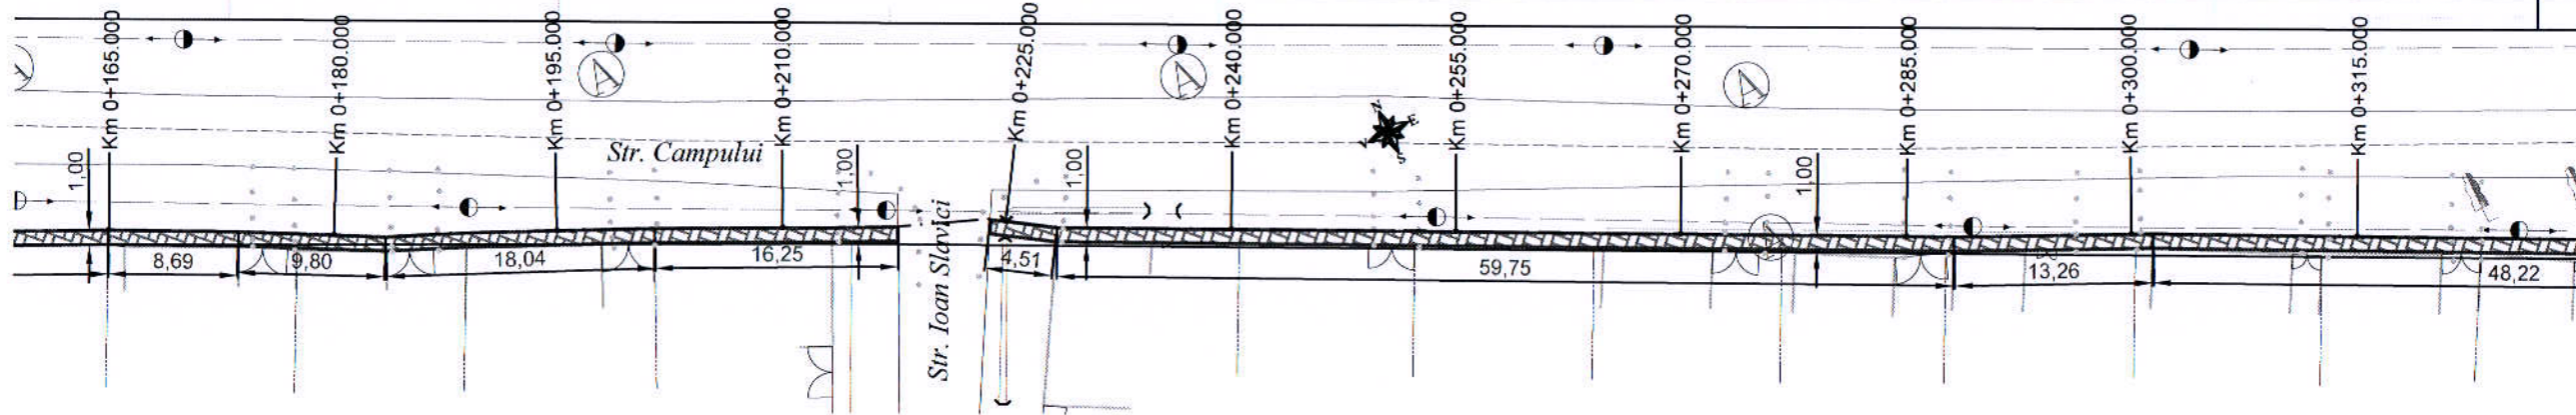 Km 0+165.000
Km 0+180.000
Km 0+195.000
Km 0+210.000
Km 0+225.000
Km 0+240.000
Km 0+255.000
Km 0+270.000
Km 0+285.000
Km 0+300.000
Km 0+315.000
A
A
A
A
N
E
S
V
Str. Campului
1,00
1,00
1,00
1,00
Str. Ioan Slavici
8,69
9,80
18,04
16,25
4,51
59,75
13,26
48,22